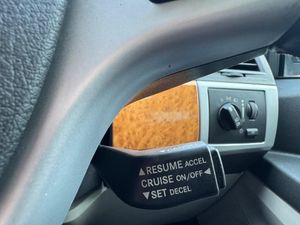 ▲RESUME ACCEL
CRUISE ON/OFF◀
▼SET DECEL